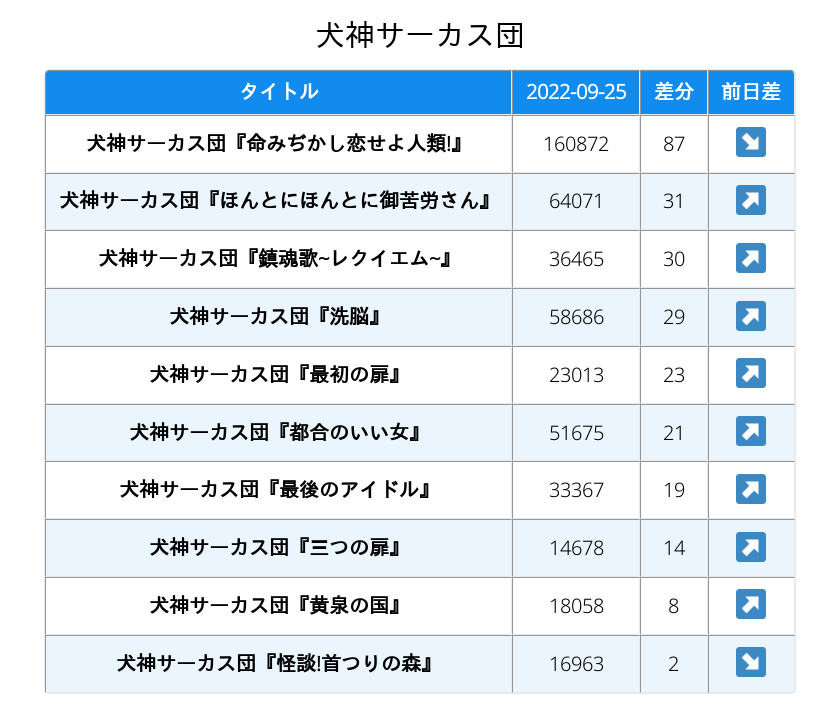 犬神サーカス団
タイトル 2022-09-25 差分 前日差
犬神サーカス団『命みぢかし恋せよ人類!』 160872 87 ↘
犬神サーカス団『ほんとにほんとに御苦労さん』 64071 31 ↗
犬神サーカス団『鎮魂歌~レクイエム~』 36465 30 ↗
犬神サーカス団『洗脳』 58686 29 ↗
犬神サーカス団『最初の扉』 23013 23 ↗
犬神サーカス団『都合のいい女』 51675 21 ↗
犬神サーカス団『最後のアイドル』 33367 19 ↗
犬神サーカス団『三つの扉』 14678 14 ↗
犬神サーカス団『黄泉の国』 18058 8 ↗
犬神サーカス団『怪談!首つりの森』 16963 2 ↘